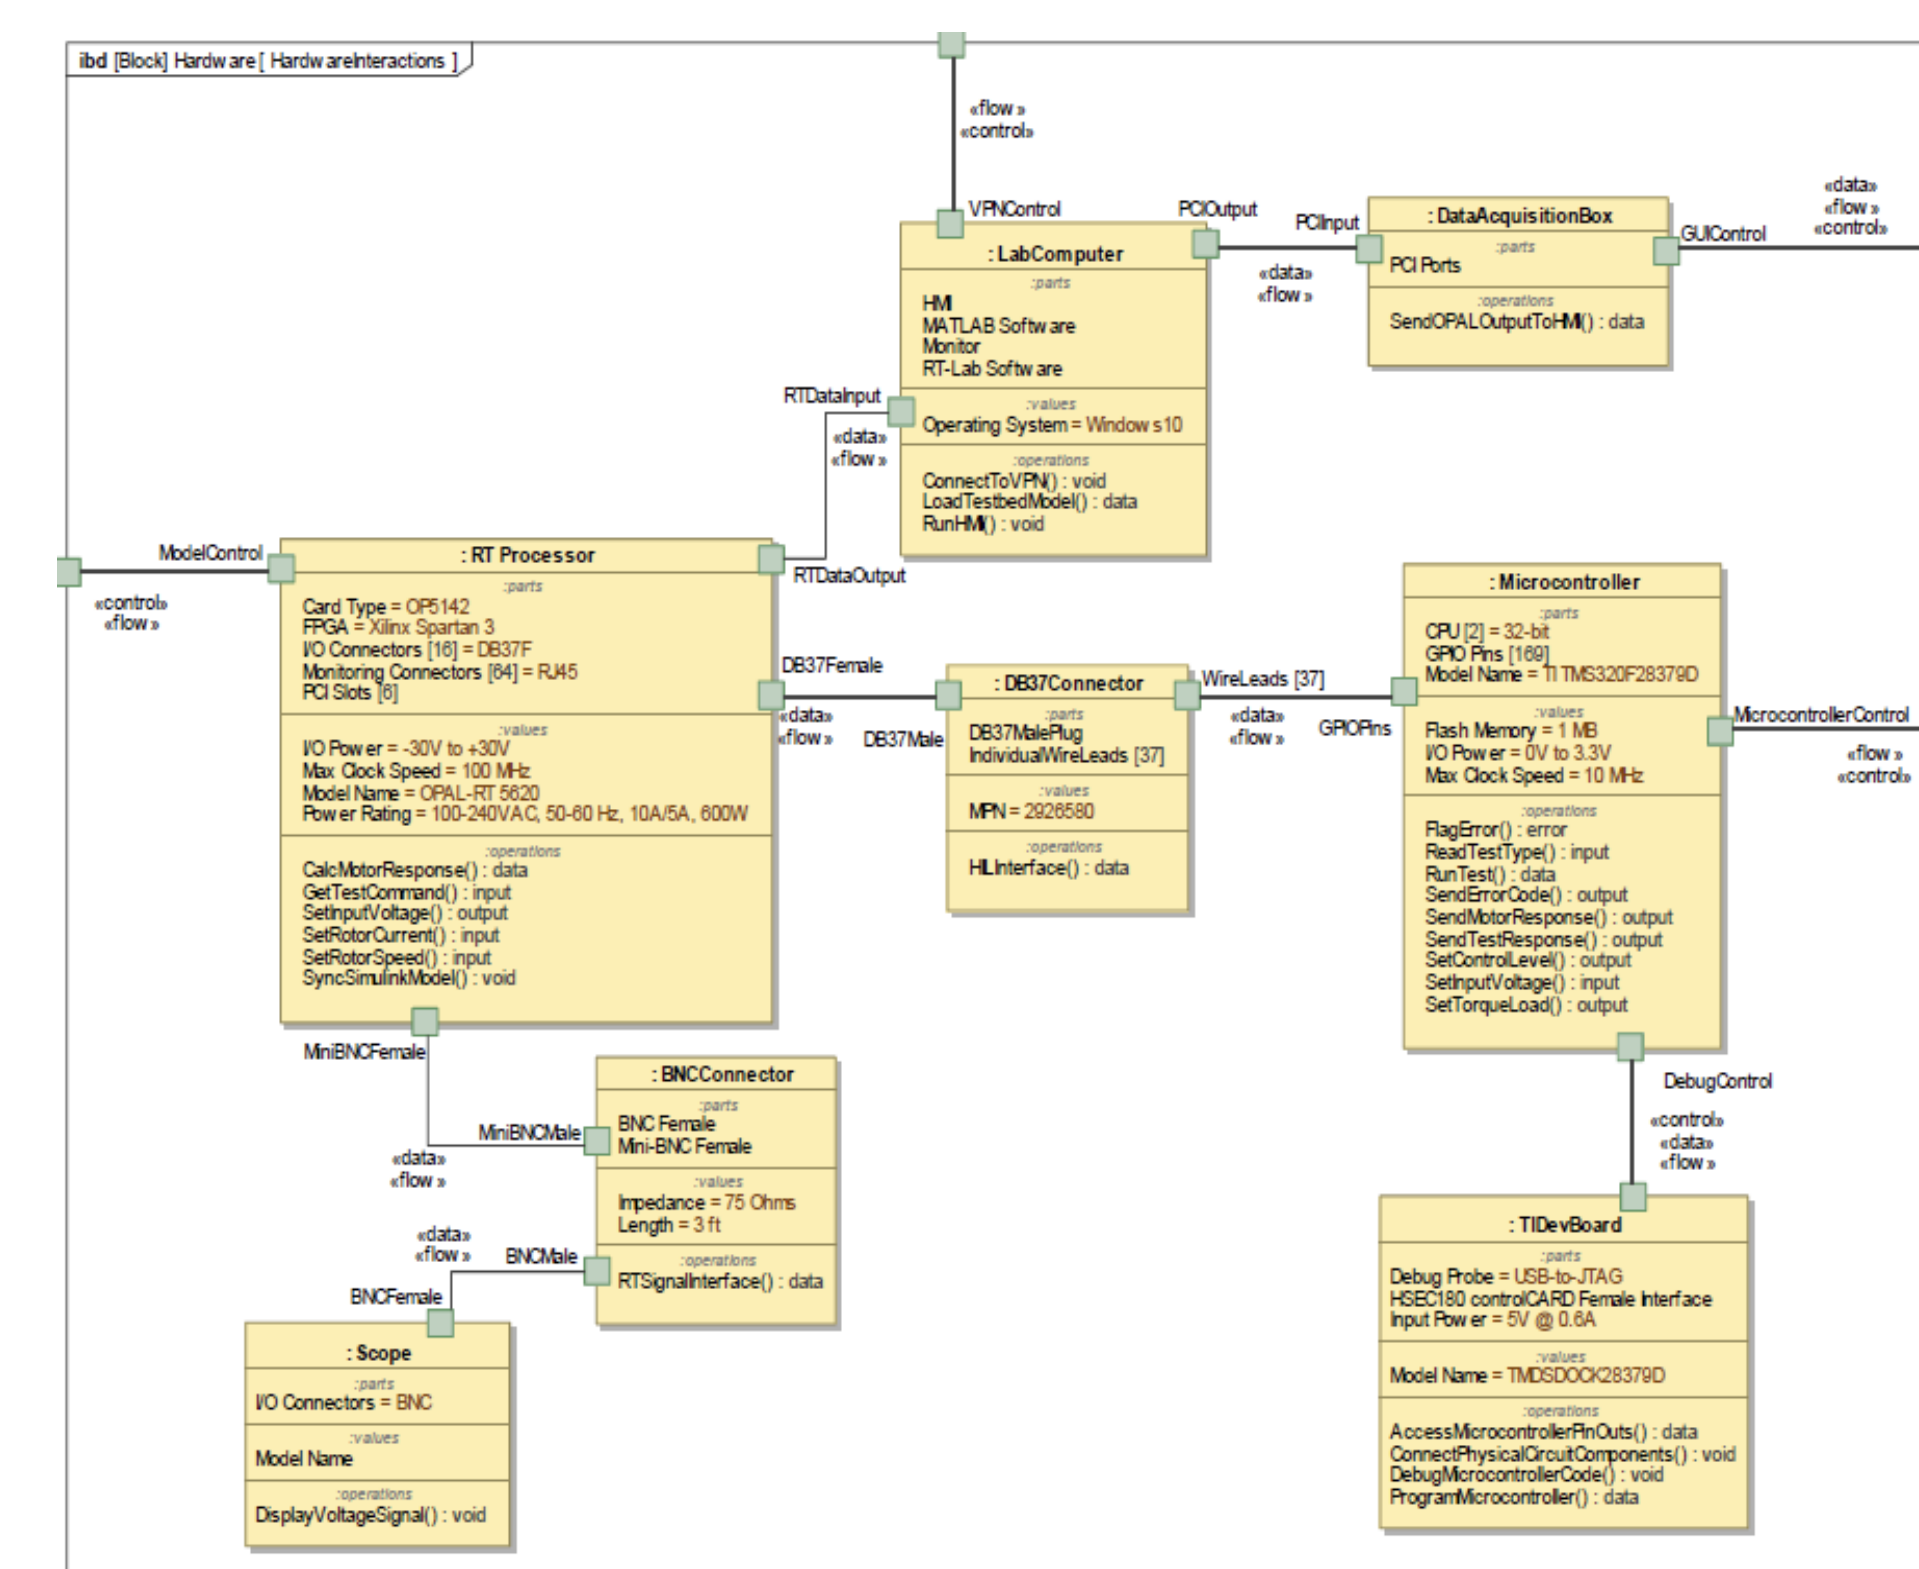 ibd [Block] Hardware [ HardwareInteractions ]
«flow»
«control»
VPNControl
PCIOutput
: LabComputer
:parts
HMI
MATLAB Software
Monitor
RT-Lab Software
:values
Operating System = Windows10
:operations
ConnectToVPN() : void
LoadTestbedModel() : data
RunHMI() : void
«data»
«flow»
PCIInput
: DataAcquisitionBox
:parts
PCI Ports
:operations
SendOPALOutputToHMI() : data
GUIControl
«data»
«flow»
«control»
RTDataInput
«data»
«flow»
RTDataOutput
ModelControl
«control»
«flow»
: RT Processor
:parts
Card Type = OP5142
FPGA = Xilinx Spartan 3
I/O Connectors [16] = DB37F
Monitoring Connectors [64] = RJ45
PCI Slots [6]
:values
I/O Power = -30V to +30V
Max Clock Speed = 100 MHz
Model Name = OPAL-RT 5620
Power Rating = 100-240VAC, 50-60 Hz, 10A/5A, 600W
:operations
CalcMotorResponse() : data
GetTestCommand() : input
SetInputVoltage() : output
SetRotorCurrent() : input
SetRotorSpeed() : input
SyncSimulinkModel() : void
DB37Female
«data»
«flow»
DB37Male
: DB37Connector
:parts
DB37MalePlug
IndividualWireLeads [37]
:values
MPN = 2926580
:operations
HILInterface() : data
WireLeads [37]
«data»
«flow»
GPIOPins
: Microcontroller
:parts
CPU [2] = 32-bit
GPIO Pins [169]
Model Name = TI TMS320F28379D
:values
Flash Memory = 1 MB
I/O Power = 0V to 3.3V
Max Clock Speed = 10 MHz
:operations
FlagError() : error
ReadTestType() : input
RunTest() : data
SendErrorCode() : output
SendMotorResponse() : output
SendTestResponse() : output
SetControlLevel() : output
SetInputVoltage() : input
SetTorqueLoad() : output
MicrocontrollerControl
«flow»
«control»
DebugControl
«control»
«data»
«flow»
: TIDevBoard
:parts
Debug Probe = USB-to-JTAG
HSEC180 controlCARD Female Interface
Input Power = 5V @ 0.6A
:values
Model Name = TMDSDOCK28379D
:operations
AccessMicrocontrollerPinOuts() : data
ConnectPhysicalCircuitComponents() : void
DebugMicrocontrollerCode() : void
ProgramMicrocontroller() : data
MiniBNCFemale
MiniBNCMale
«data»
«flow»
: BNCConnector
:parts
BNC Female
Mini-BNC Female
:values
Impedance = 75 Ohms
Length = 3 ft
:operations
RTSignalInterface() : data
«data»
«flow»
BNCMale
BNCFemale
: Scope
:parts
I/O Connectors = BNC
:values
Model Name
:operations
DisplayVoltageSignal() : void